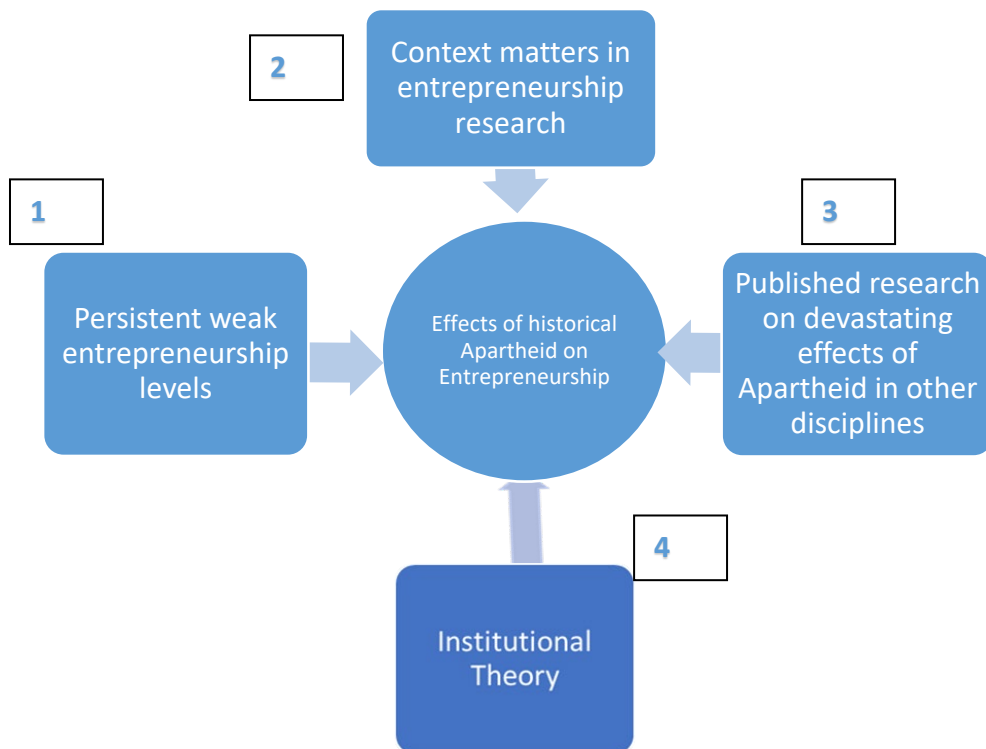 2
Context matters in
entrepreneurship
research
1
Persistent weak
entrepreneurship
levels
Effects of historical
Apartheid on
Entrepreneurship
3
Published research
on devastating
effects of
Apartheid in other
disciplines
4
Institutional
Theory